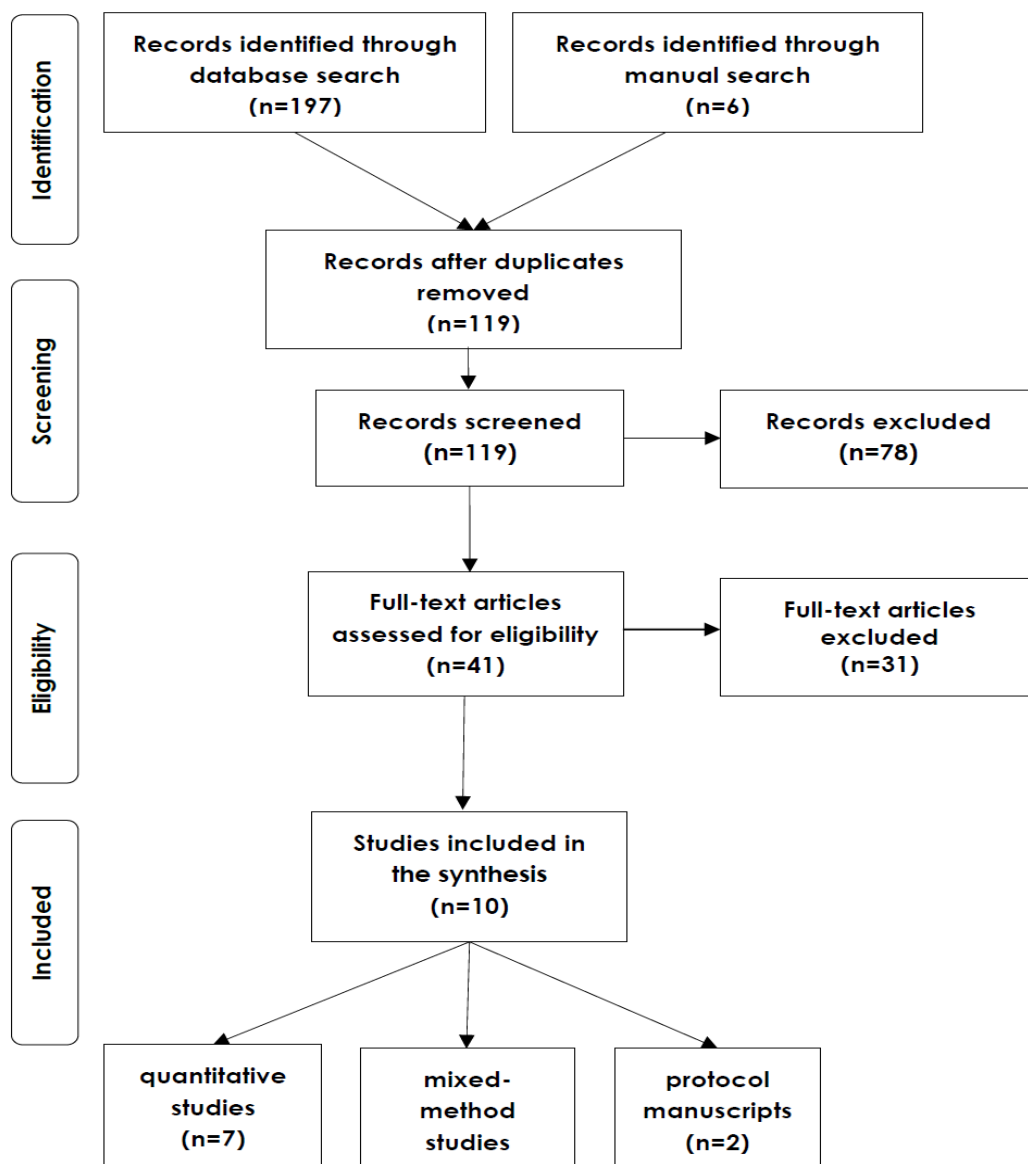 Identification
Records identified through
database search
(n=197)
Records identified through
manual search
(n=6)
Records after duplicates
removed
(n=119)
Screening
Records screened
(n=119)
Records excluded
(n=78)
Eligibility
Full-text articles
assessed for eligibility
(n=41)
Full-text articles
excluded
(n=31)
Included
Studies included in
the synthesis
(n=10)
quantitative
studies
(n=7)
mixed-
method
studies
protocol
manuscripts
(n=2)